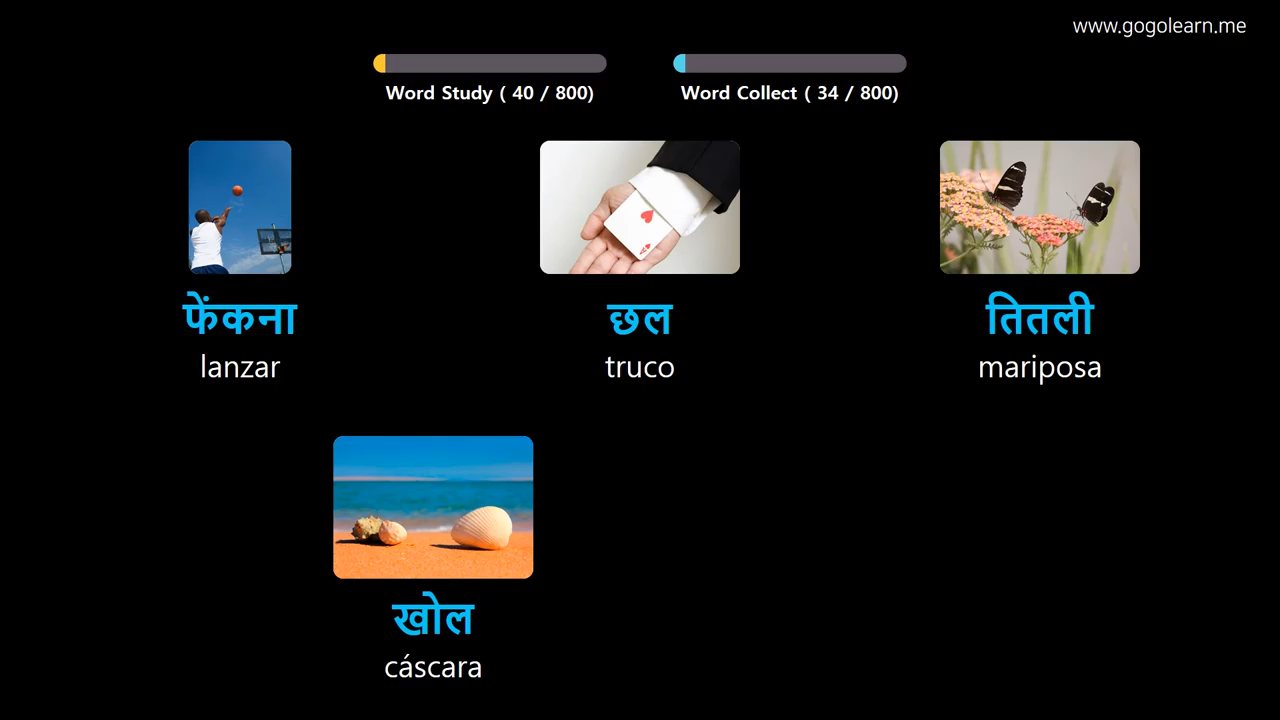 www.gogolearn.me
Word Study ( 40 / 800)
Word Collect ( 34 / 800)
फेंकना
lanzar
छल
truco
तितली
mariposa
खोल
cáscara